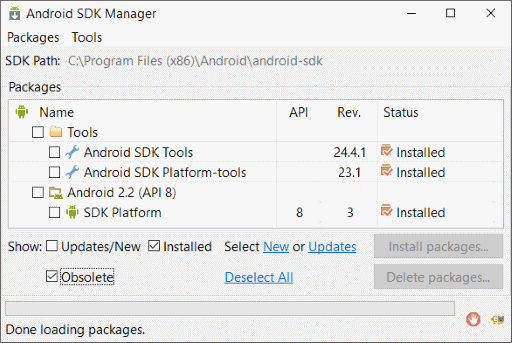 Android SDK Manager
Packages Tools
SDK Path: C:\Program Files (x86)\Android\android-sdk
Packages
Name API Rev. Status
Tools
Android SDK Tools 24.4.1 Installed
Android SDK Platform-tools 23.1 Installed
Android 2.2 (API 8)
SDK Platform 8 3 Installed
Show: Updates/New Installed Select New or Updates Install packages...
Obsolete Deselect All Delete packages...
Done loading packages.